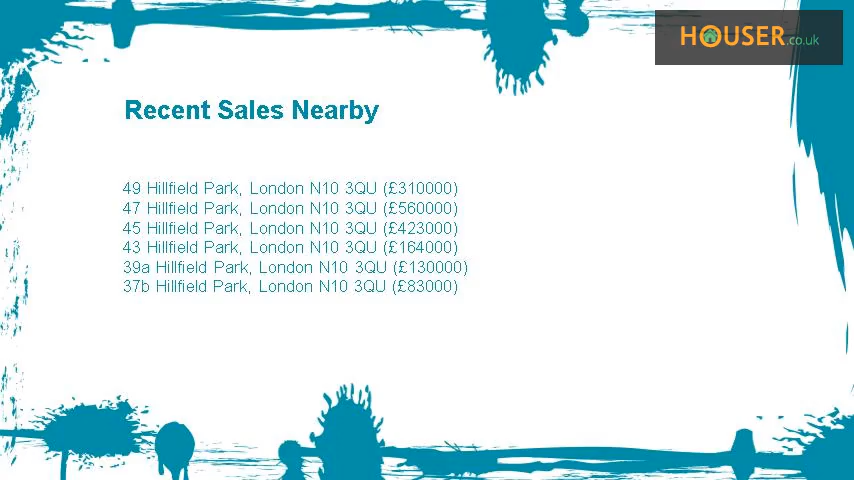 HOUSER.co.uk
Recent Sales Nearby
49 Hillfield Park, London N10 3QU (£310000)
47 Hillfield Park, London N10 3QU (£560000)
45 Hillfield Park, London N10 3QU (£423000)
43 Hillfield Park, London N10 3QU (£164000)
39a Hillfield Park, London N10 3QU (£130000)
37b Hillfield Park, London N10 3QU (£83000)